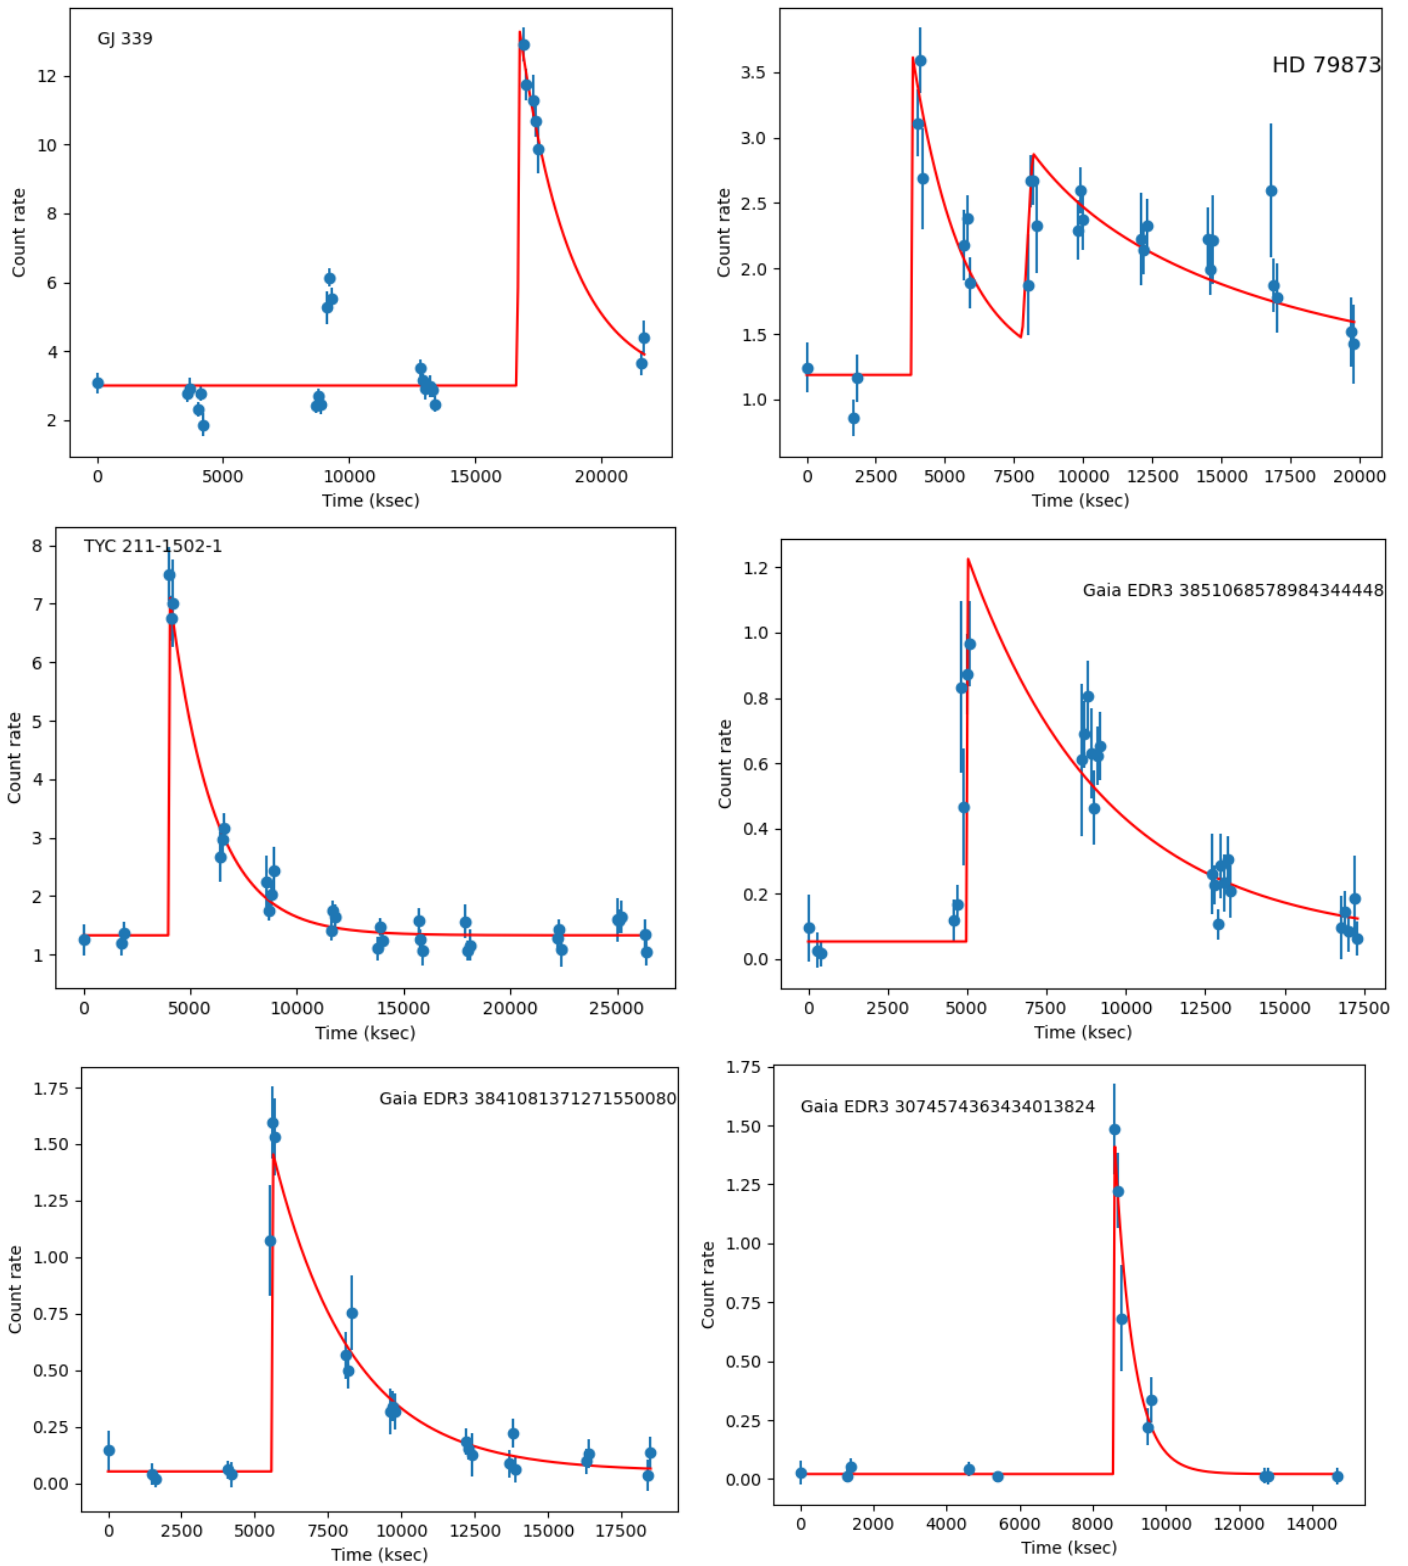 GJ 339
12
10
8
6
4
2
Count rate
0 5000 10000 15000 20000
Time (ksec)
HD 79873
3.5
3.0
2.5
2.0
1.5
1.0
Count rate
0 2500 5000 7500 10000 12500 15000 17500 20000
Time (ksec)
TYC 211-1502-1
8
7
6
5
4
3
2
1
Count rate
0 5000 10000 15000 20000 25000
Time (ksec)
Gaia EDR3 3851068578984344448
1.2
1.0
0.8
0.6
0.4
0.2
0.0
Count rate
0 2500 5000 7500 10000 12500 15000 17500
Time (ksec)
Gaia EDR3 3841081371271550080
1.75
1.50
1.25
1.00
0.75
0.50
0.25
0.00
Count rate
0 2500 5000 7500 10000 12500 15000 17500
Time (ksec)
Gaia EDR3 3074574363434013824
1.75
1.50
1.25
1.00
0.75
0.50
0.25
0.00
Count rate
0 2000 4000 6000 8000 10000 12000 14000
Time (ksec)